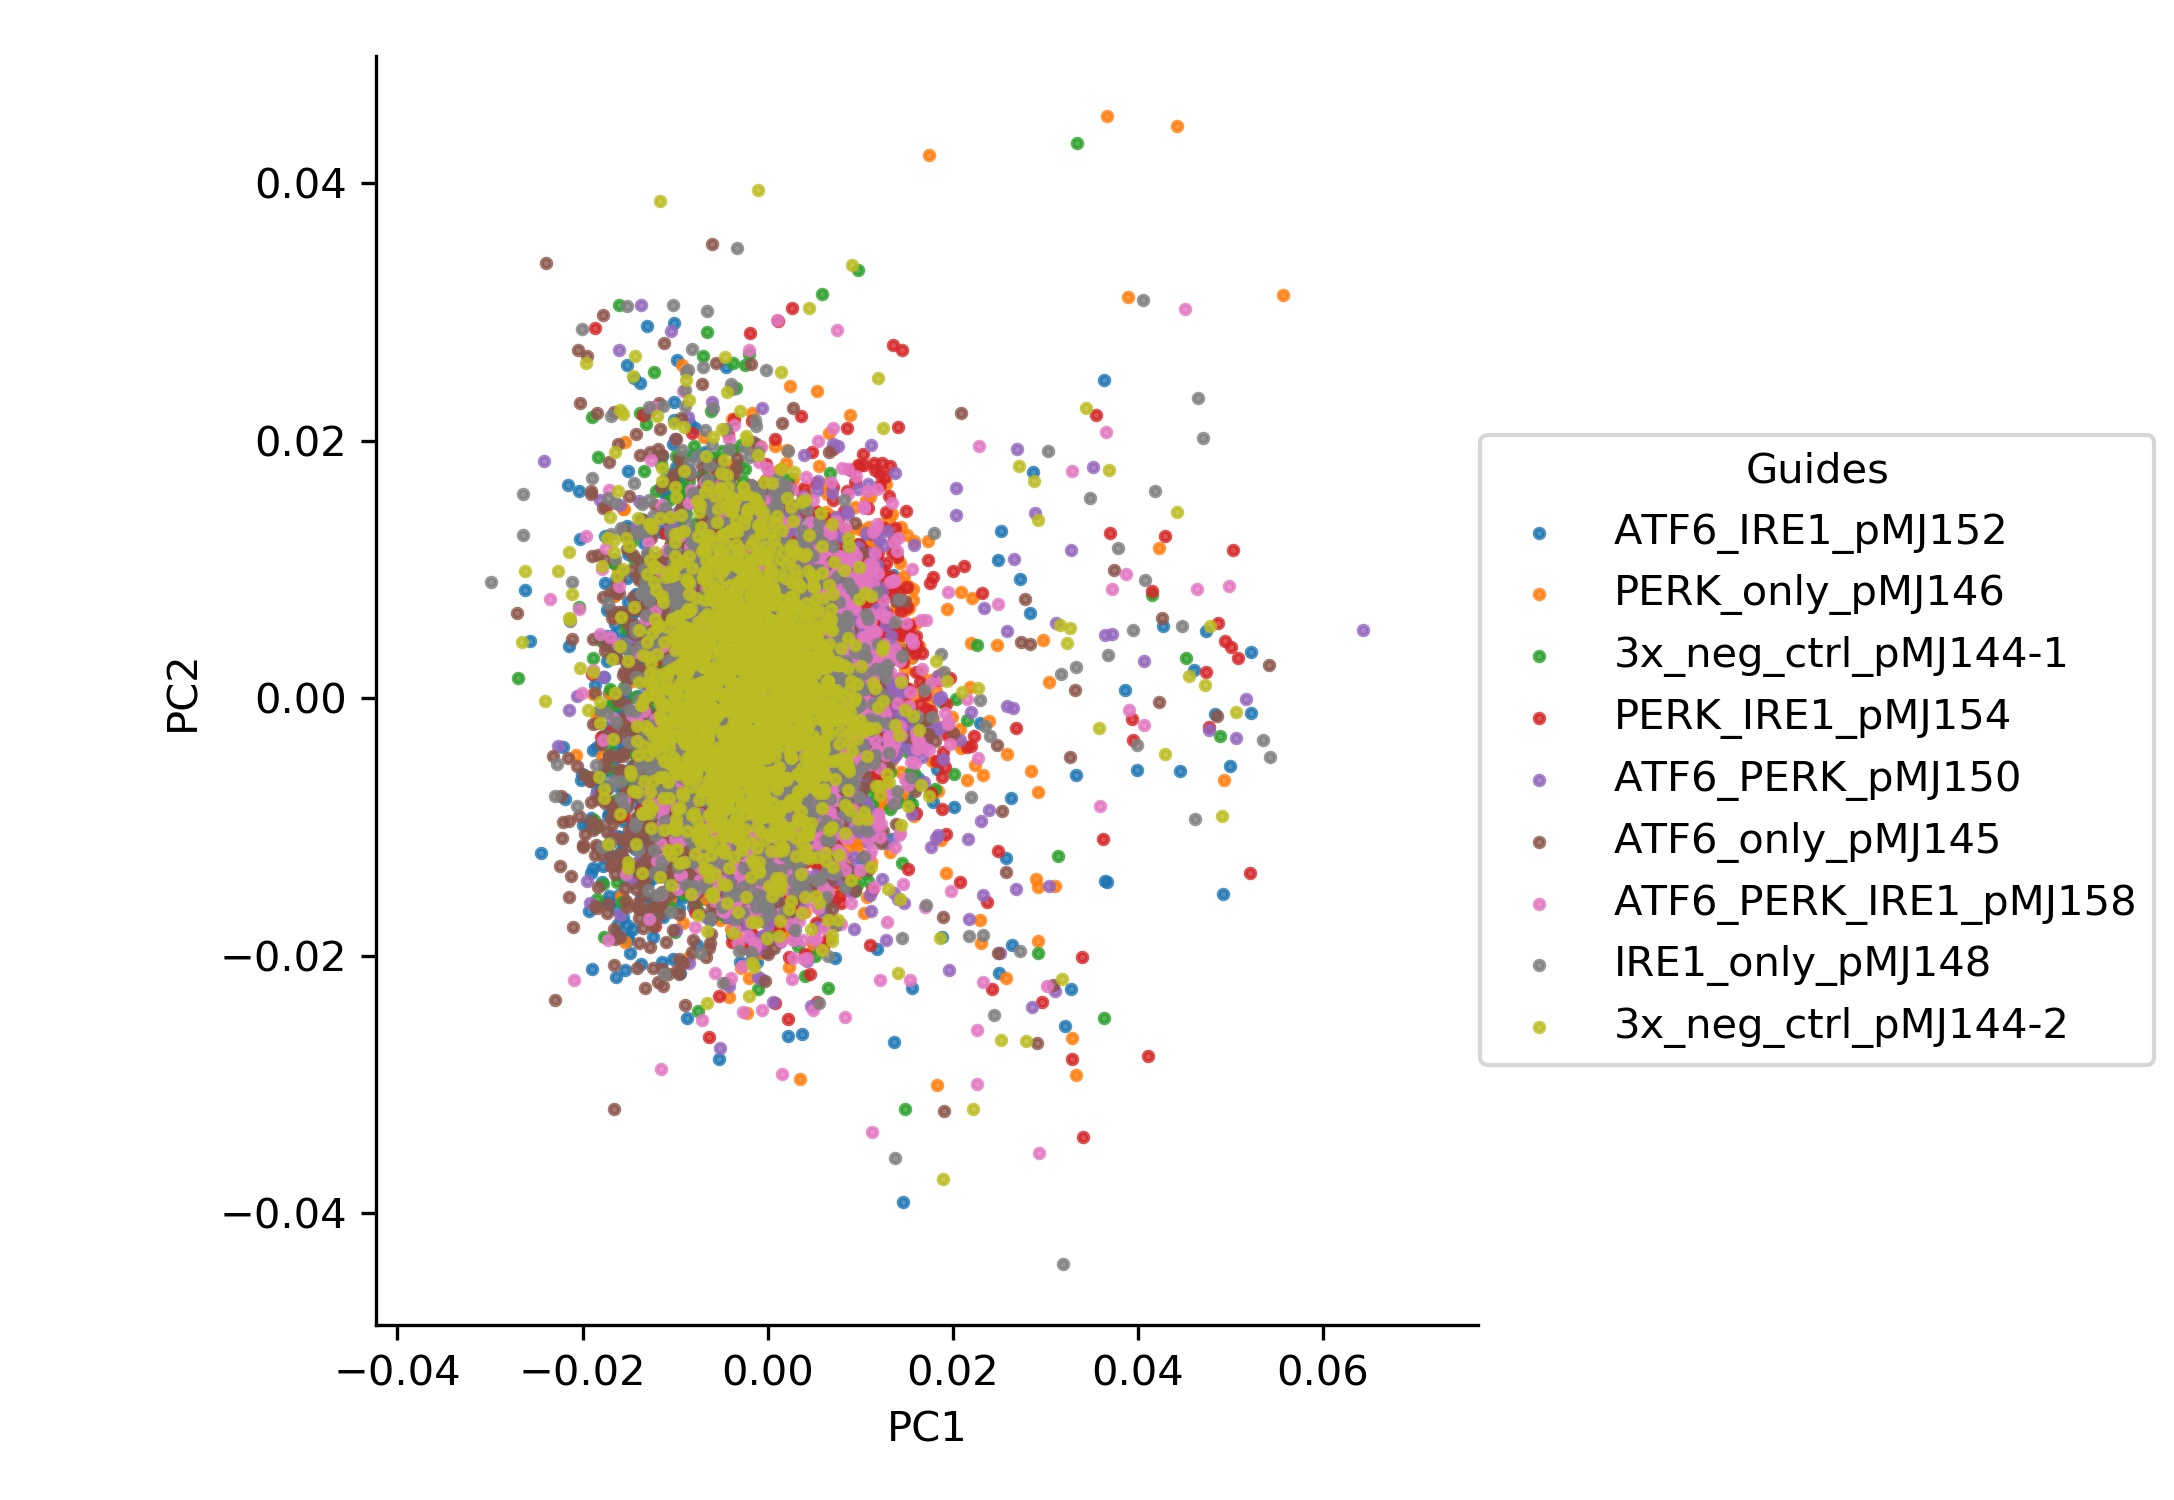 0.04
0.02
0.00
−0.02
−0.04
PC2
−0.04
−0.02
0.00
0.02
0.04
0.06
PC1
Guides
ATF6_IRE1_pMJ152
PERK_only_pMJ146
3x_neg_ctrl_pMJ144-1
PERK_IRE1_pMJ154
ATF6_PERK_pMJ150
ATF6_only_pMJ145
ATF6_PERK_IRE1_pMJ158
IRE1_only_pMJ148
3x_neg_ctrl_pMJ144-2